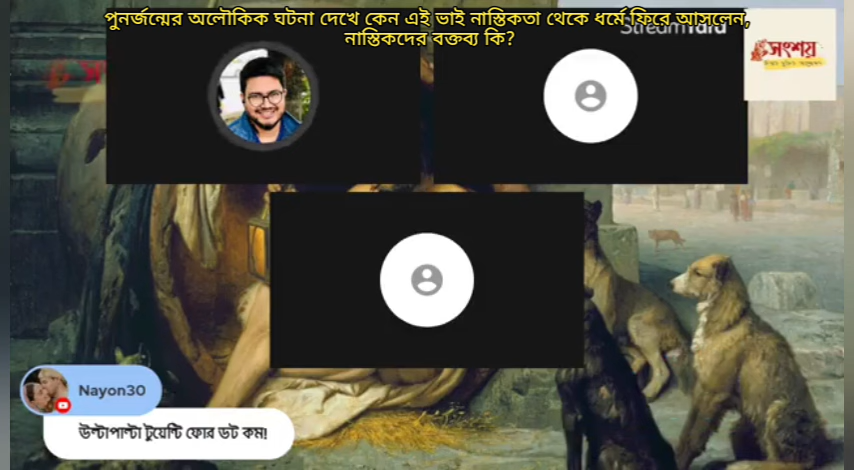 পুনর্জন্মের অলৌকিক ঘটনা দেখে কেন এই ভাই নাস্তিকতা থেকে ধর্মে ফিরে আসলেন,
নাস্তিকদের বক্তব্য কি?
StreamYard
সংশয়
Nayon30
উল্টাপাল্টা টুয়েন্টি ফোর ডট কম!